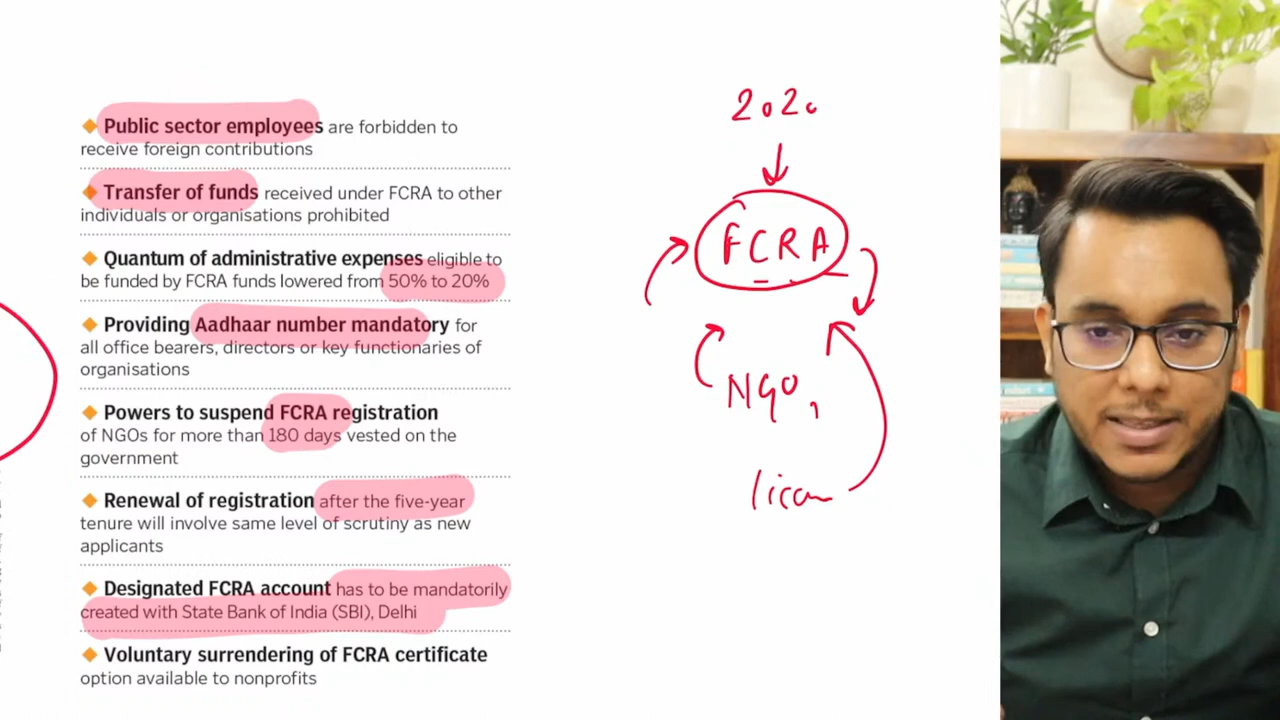 Public sector employees are forbidden to
receive foreign contributions
Transfer of funds received under FCRA to other
individuals or organisations prohibited
Quantum of administrative expenses eligible to
be funded by FCRA funds lowered from 50% to 20%
Providing Aadhaar number mandatory for
all office bearers, directors or key functionaries of
organisations
Powers to suspend FCRA registration
of NGOs for more than 180 days vested on the
government
Renewal of registration after the five-year
tenure will involve same level of scrutiny as new
applicants
Designated FCRA account has to be mandatorily
created with State Bank of India (SBI), Delhi
Voluntary surrendering of FCRA certificate
option available to nonprofits
2020
FCRA
NGO,